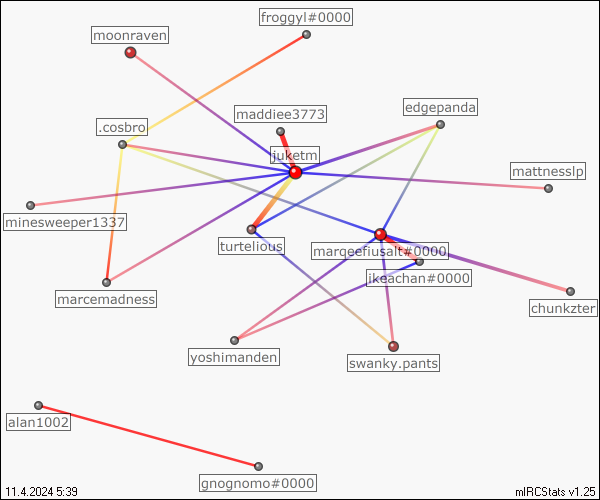 froggyl#0000
moonraven
maddiee3773
edgepanda
.cosbro
juketm
mattnesslp
minesweeper1337
turtelious
margeefiusalt#0000
ikeachan#0000
marcemadness
chunkzter
yoshimanden
swanky.pants
alan1002
gnognomo#0000
11.4.2024 5:39
mIRCStats v1.25